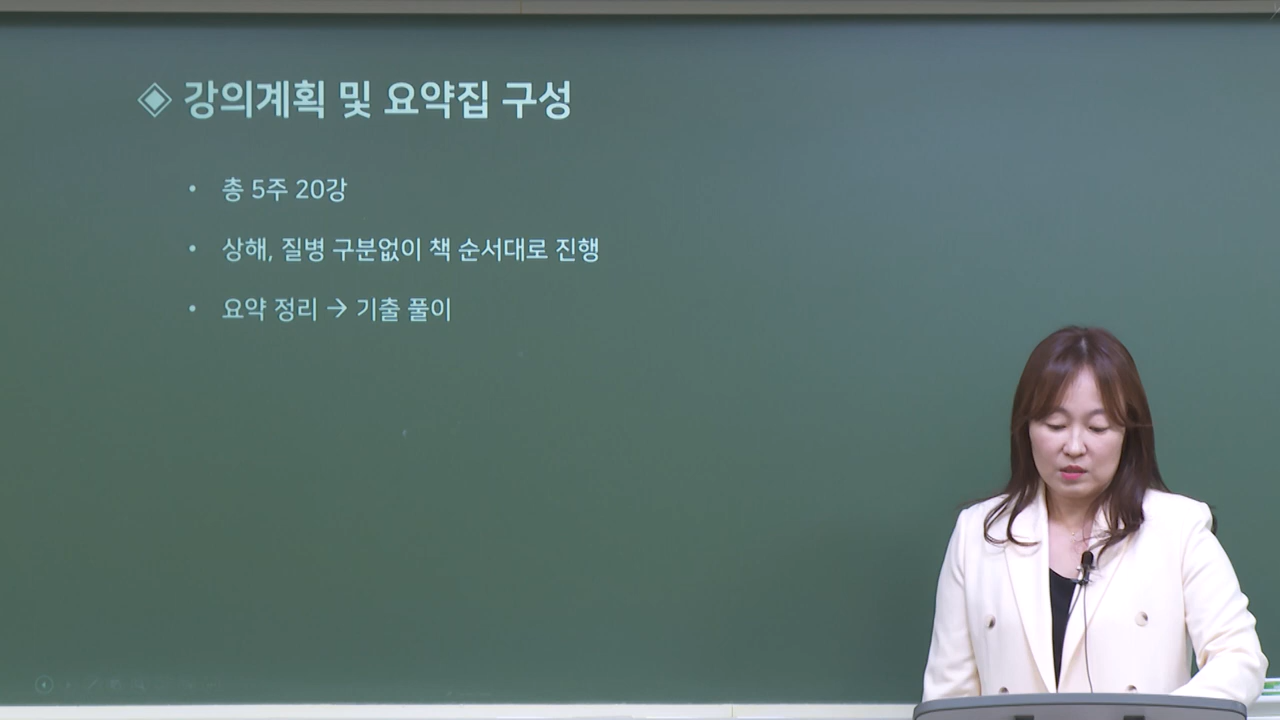 ◈ 강의계획 및 요약집 구성
• 총 5주 20강
• 상해, 질병 구분없이 책 순서대로 진행
• 요약 정리 → 기출 풀이